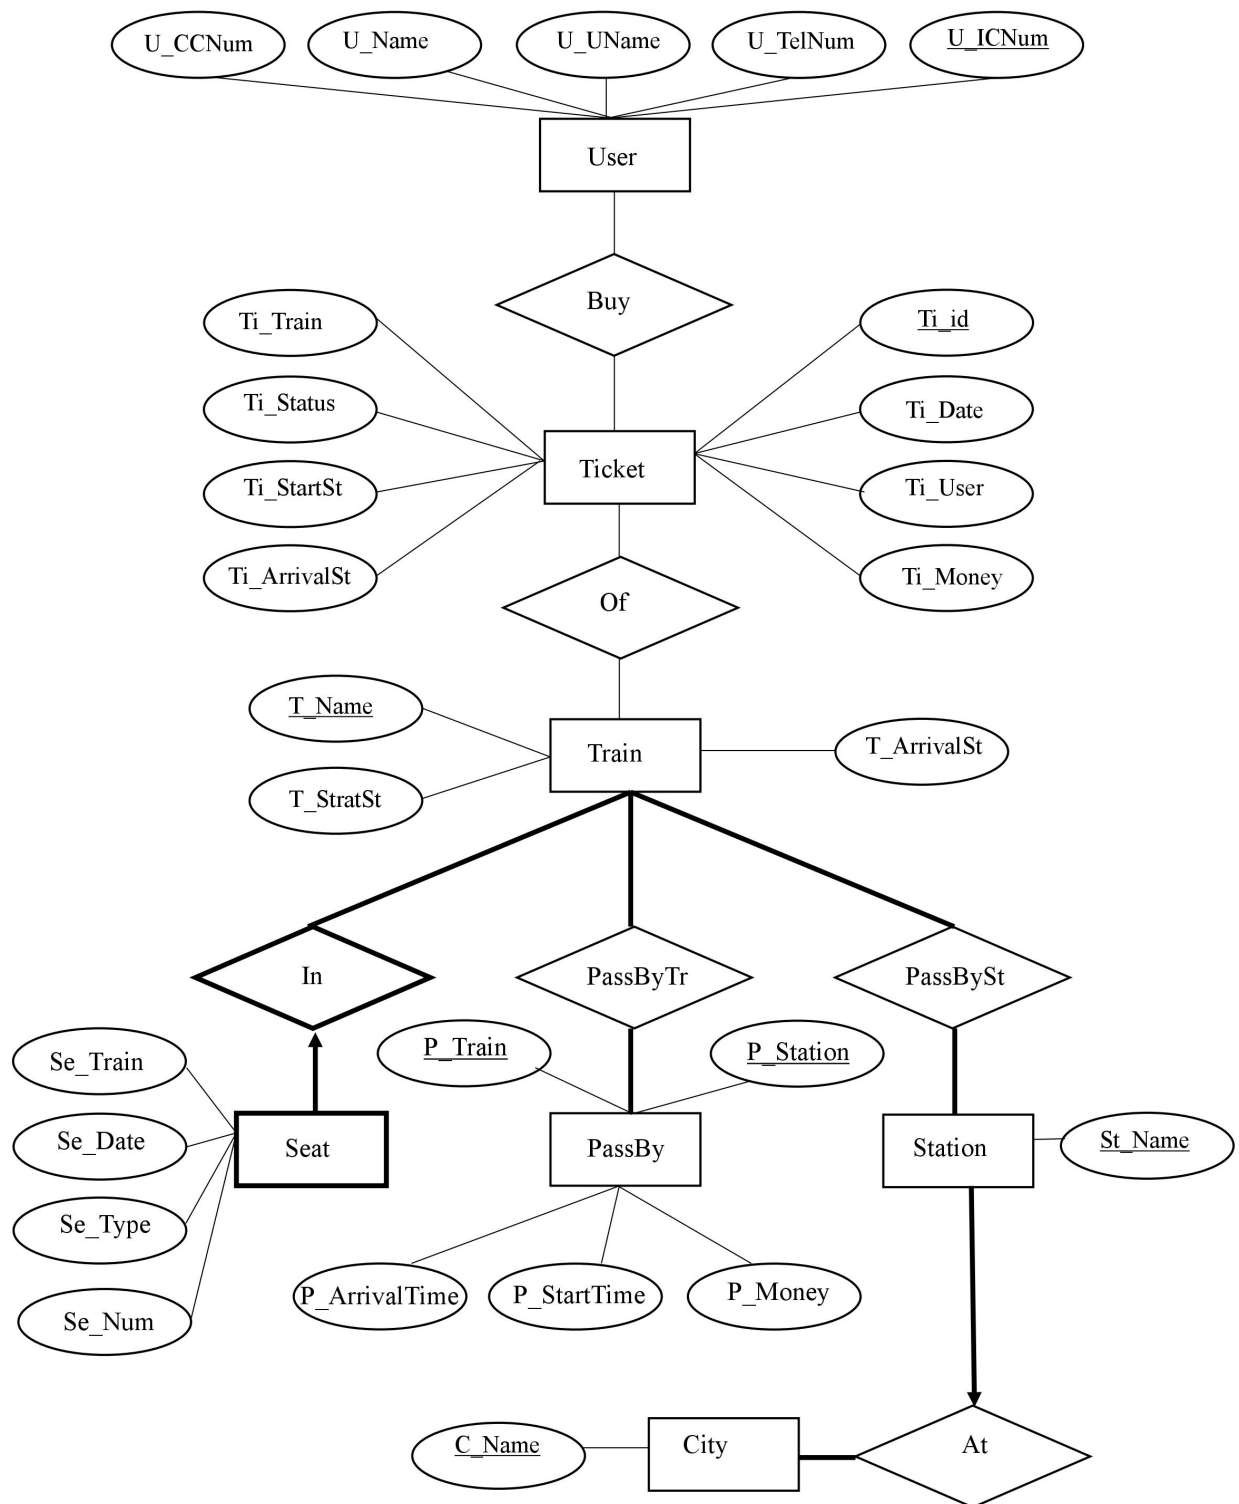 U_CCNum
U_Name
U_UName
U_TelNum
U_ICNum
User
Buy
Ti_Train
Ti_id
Ti_Status
Ti_Date
Ticket
Ti_StartSt
Ti_User
Ti_ArrivalSt
Ti_Money
Of
T_Name
Train
T_ArrivalSt
T_StratSt
In
PassByTr
PassBySt
Se_Train
P_Train
P_Station
Se_Date
Seat
PassBy
Station
St_Name
Se_Type
Se_Num
P_ArrivalTime
P_StartTime
P_Money
C_Name
City
At